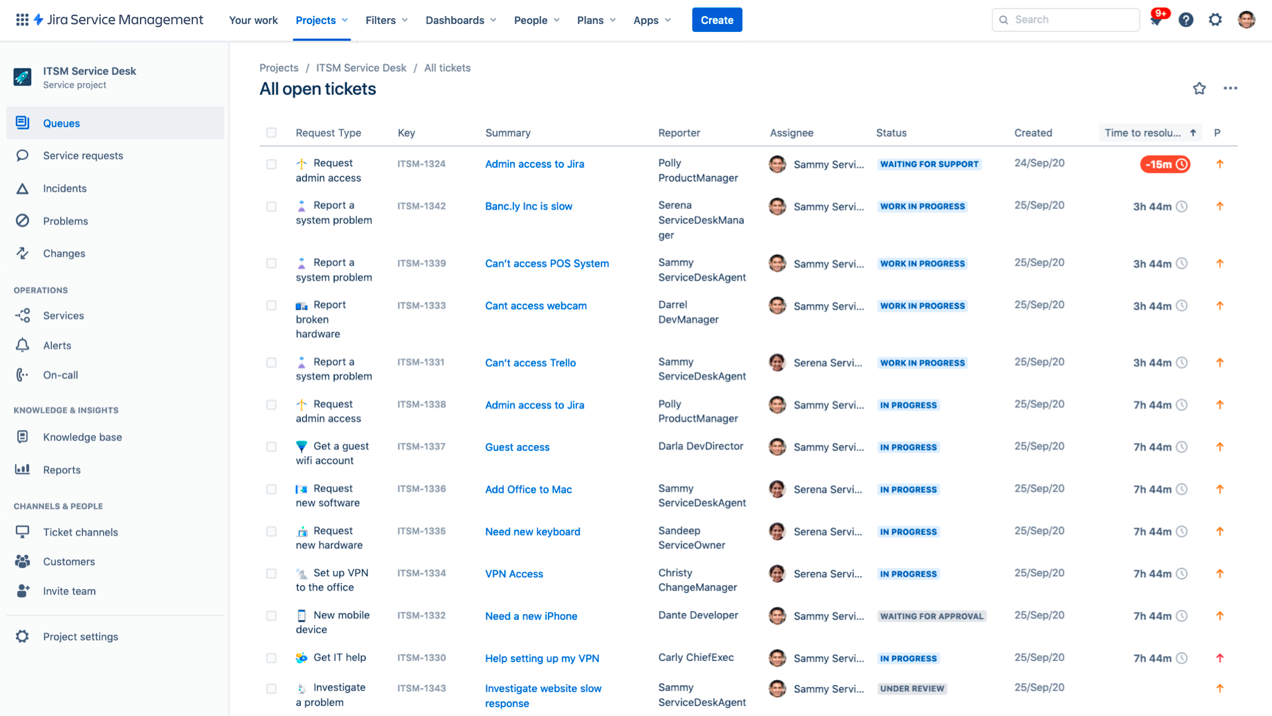 Jira Service Management Your work Projects Filters Dashboards People Plans Apps Create Search 9+
ITSM Service Desk
Service project
Queues
Service requests
Incidents
Problems
Changes
OPERATIONS
Services
Alerts
On-call
KNOWLEDGE & INSIGHTS
Knowledge base
Reports
CHANNELS & PEOPLE
Ticket channels
Customers
Invite team
Project settings
Projects / ITSM Service Desk / All tickets
All open tickets
Request Type Key Summary Reporter Assignee Status Created Time to resolu... P
Request ITSM-1324 Admin access to Jira Polly Sammy Servi... WAITING FOR SUPPORT 24/Sep/20 -15m
admin access ProductManager
Report a ITSM-1342 Banc.ly Inc is slow Serena Sammy Servi... WORK IN PROGRESS 25/Sep/20 3h 44m
system problem ServiceDeskMana
ger
Report a ITSM-1339 Can't access POS System Sammy Sammy Servi... WORK IN PROGRESS 25/Sep/20 3h 44m
system problem ServiceDeskAgent
Report ITSM-1333 Cant access webcam Darrel Sammy Servi... WORK IN PROGRESS 25/Sep/20 3h 44m
broken DevManager
hardware
Report a ITSM-1331 Can't access Trello Sammy Serena Servi... WORK IN PROGRESS 25/Sep/20 3h 44m
system problem ServiceDeskAgent
Request ITSM-1338 Admin access to Jira Polly Sammy Servi... IN PROGRESS 25/Sep/20 7h 44m
admin access ProductManager
Get a guest ITSM-1337 Guest access Darla DevDirector Sammy Servi... IN PROGRESS 25/Sep/20 7h 44m
wifi account
Request ITSM-1336 Add Office to Mac Sammy Serena Servi... IN PROGRESS 25/Sep/20 7h 44m
new software ServiceDeskAgent
Request ITSM-1335 Need new keyboard Sandeep Serena Servi... IN PROGRESS 25/Sep/20 7h 44m
new hardware ServiceOwner
Set up VPN ITSM-1334 VPN Access Christy Serena Servi... IN PROGRESS 25/Sep/20 7h 44m
to the office ChangeManager
New mobile ITSM-1332 Need a new iPhone Dante Developer Sammy Servi... WAITING FOR APPROVAL 25/Sep/20 7h 44m
device
Get IT help ITSM-1330 Help setting up my VPN Carly ChiefExec Sammy Servi... IN PROGRESS 25/Sep/20 7h 44m
Investigate ITSM-1343 Investigate website slow Sammy Sammy Servi... UNDER REVIEW 25/Sep/20
a problem response ServiceDeskAgent